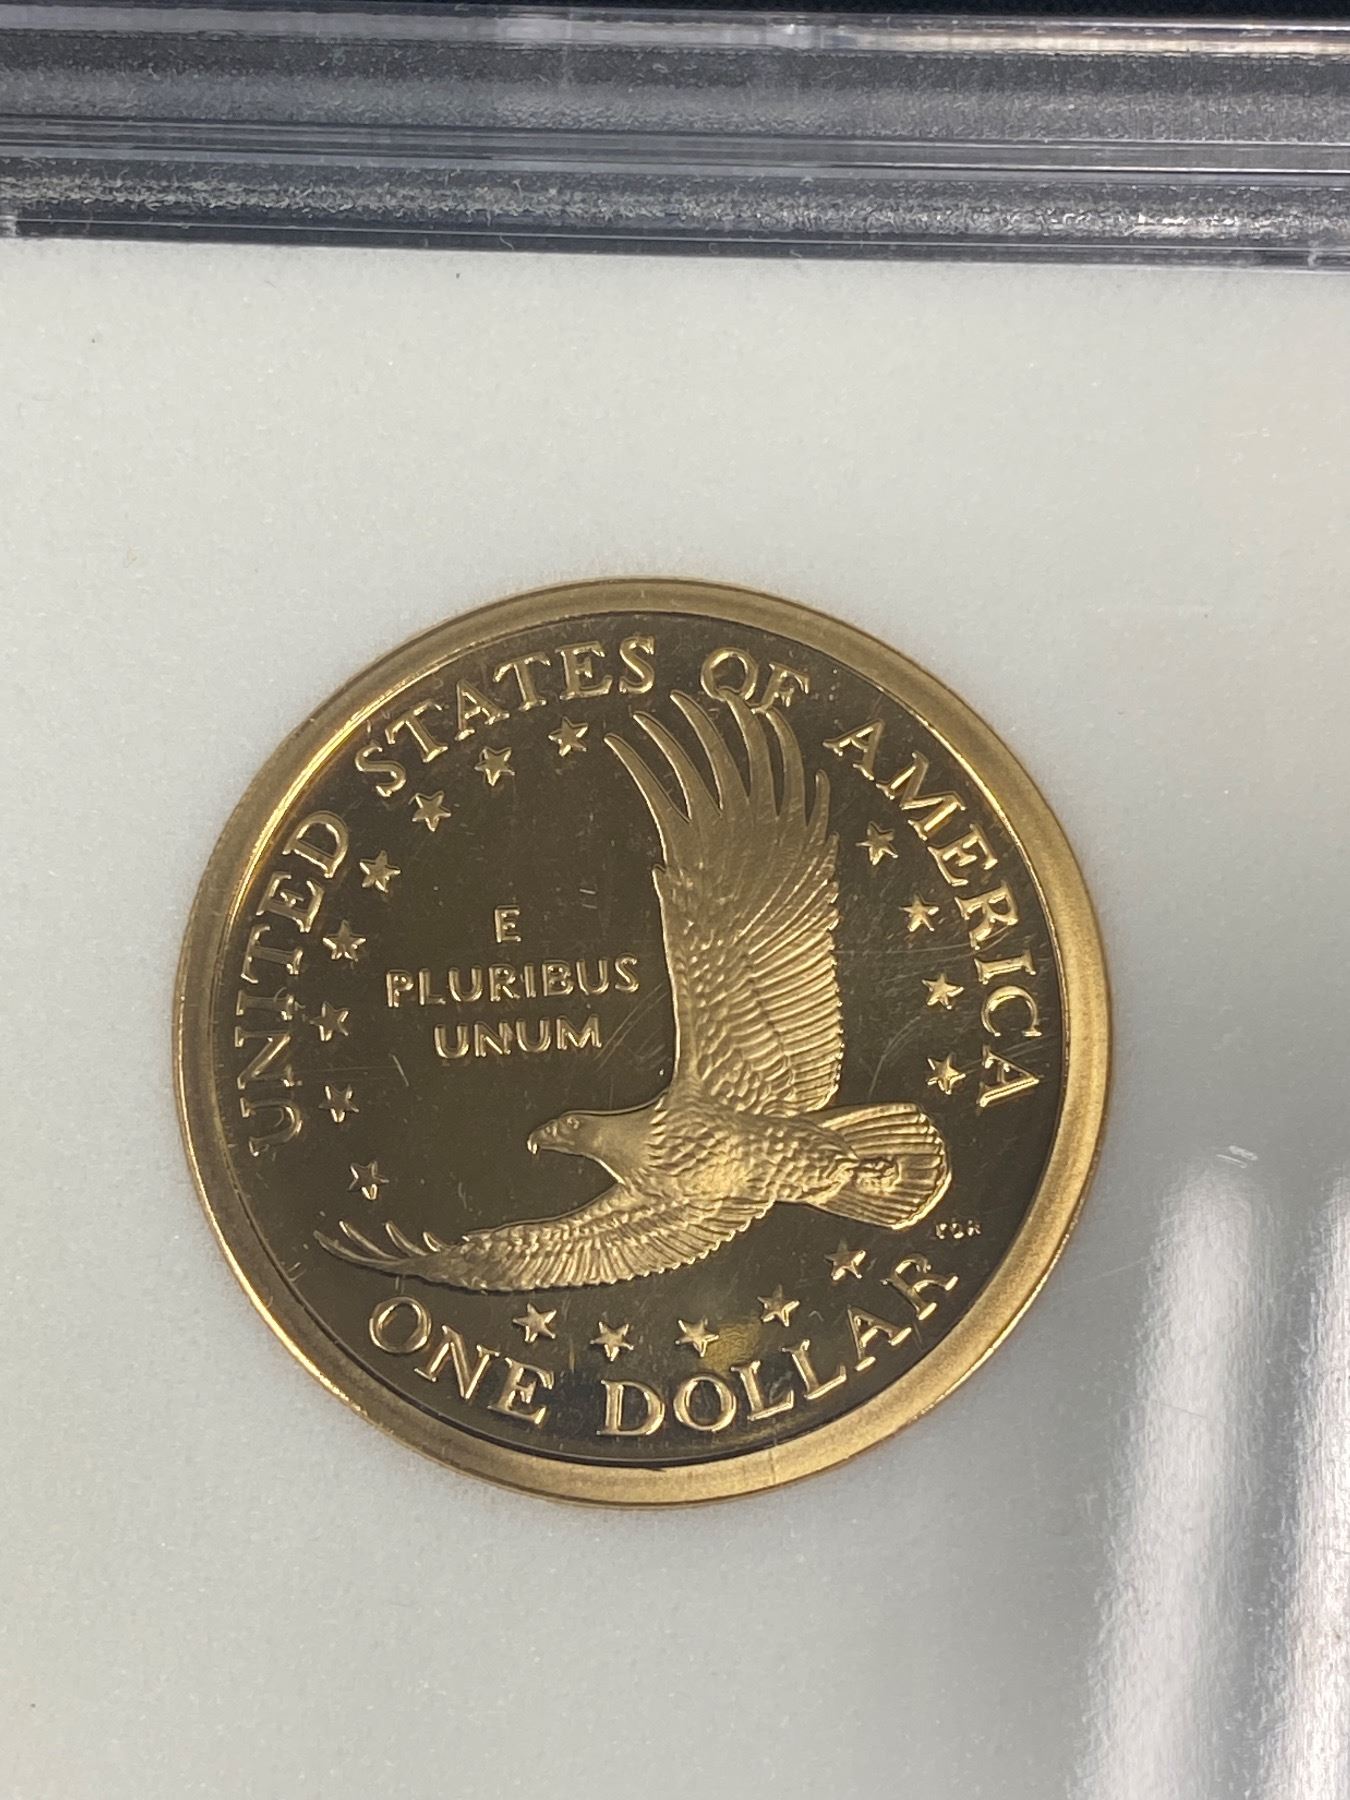 UNITED STATES OF AMERICA
E
PLURIBUS
UNUM
TDR
ONE DOLLAR